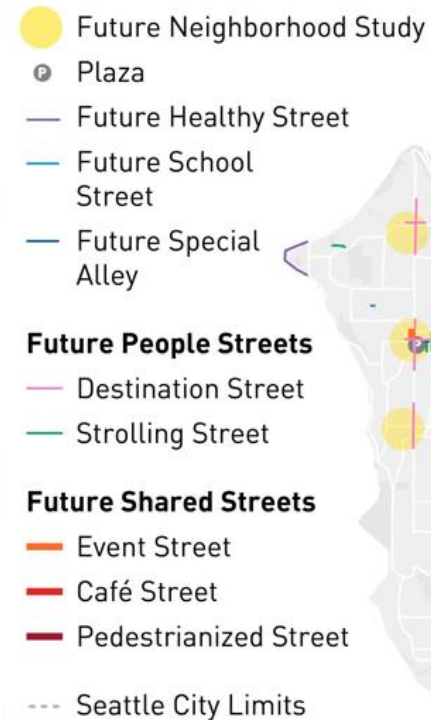 Future Neighborhood Study
P Plaza
Future Healthy Street
Future School
Street
Future Special
Alley
Future People Streets
Destination Street
Strolling Street
Future Shared Streets
Event Street
Café Street
Pedestrianized Street
Seattle City Limits
P